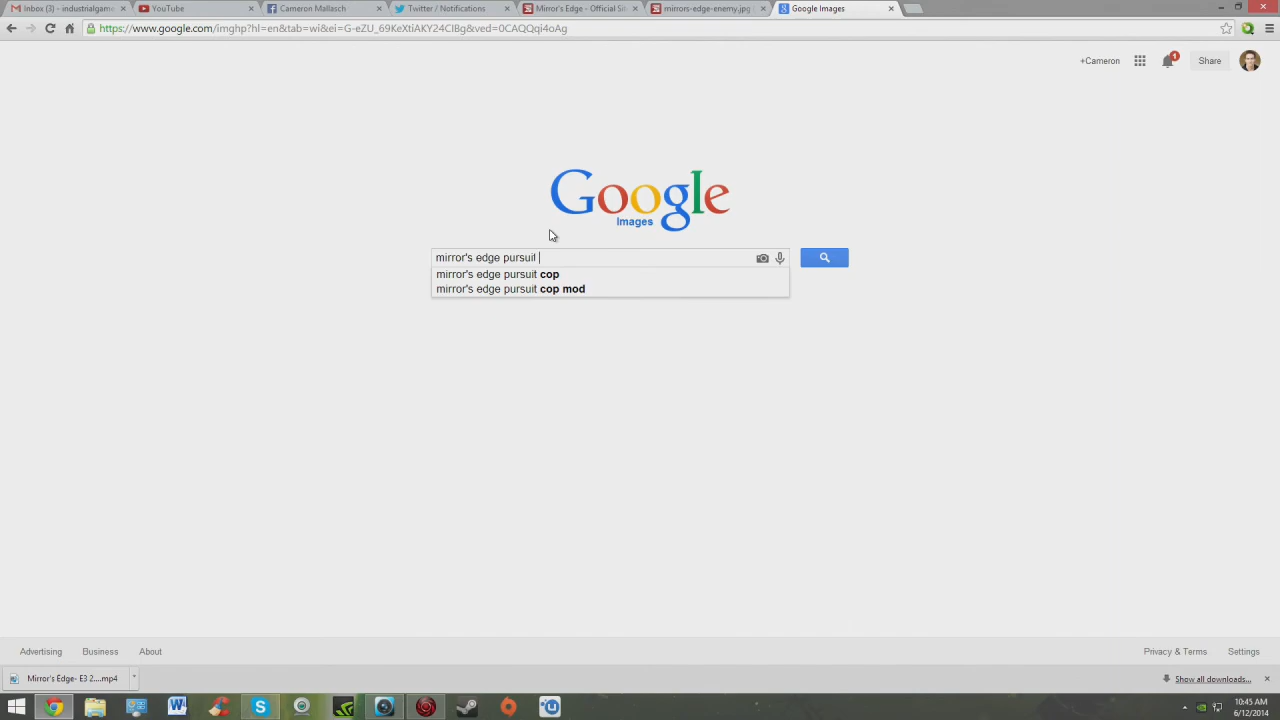 Inbox (3) - industrialgame
YouTube
Cameron Mallasch
Twitter / Notifications
Mirror's Edge - Official Sit
mirrors-edge-enemy.jpg
Google Images
https://www.google.com/imghp?hl=en&tab=wi&ei=G-eZU_69KeXtiAKY24CIBg&ved=0CAQQqi4oAg
+Cameron
1
Share
Google
Images
mirror's edge pursuit
mirror's edge pursuit cop
mirror's edge pursuit cop mod
Advertising
Business
About
Privacy & Terms
Settings
Mirror's Edge- E3 2....mp4
Show all downloads...
10:45 AM
6/12/2014